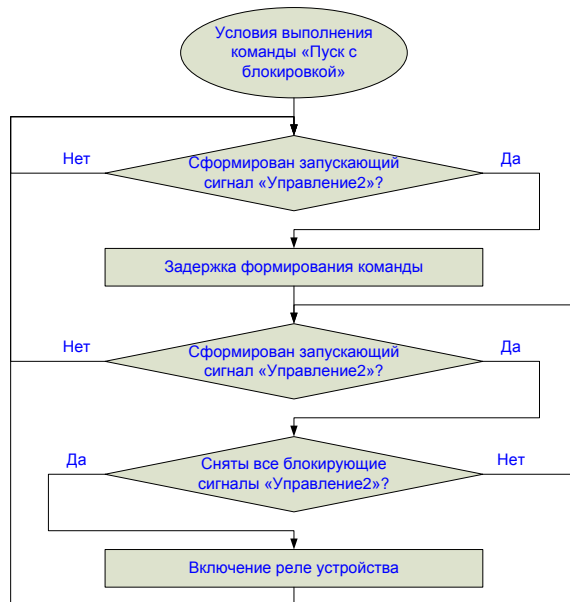 Условия выполнения
команды «Пуск с
блокировкой»
Нет
Сформирован запускающий
сигнал «Управление2»?
Да
Задержка формирования команды
Нет
Сформирован запускающий
сигнал «Управление2»?
Да
Да
Сняты все блокирующие
сигналы «Управление2»?
Нет
Включение реле устройства